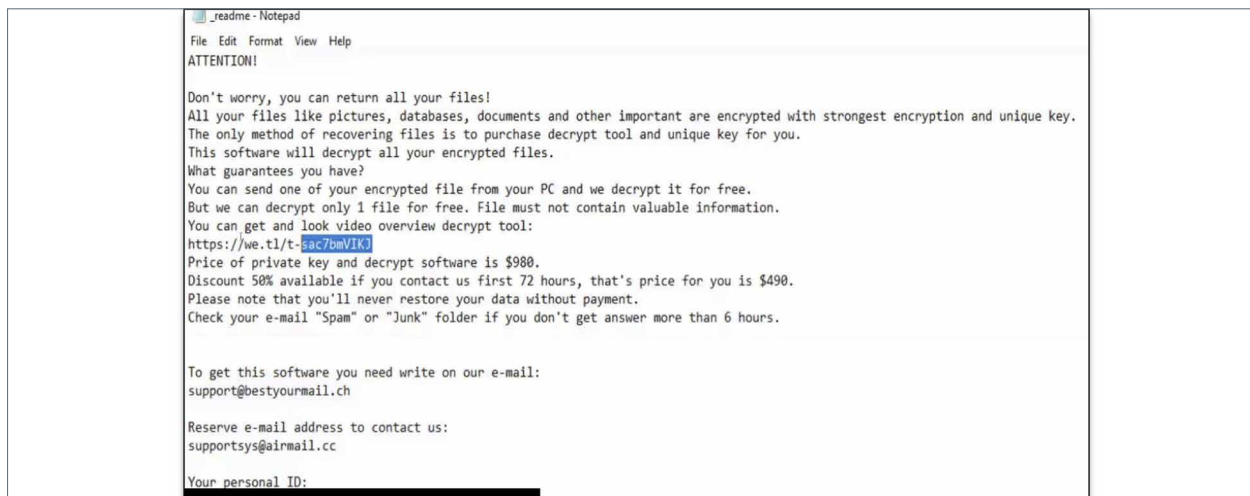 _readme - Notepad
File Edit Format View Help
ATTENTION!
Don't worry, you can return all your files!
All your files like pictures, databases, documents and other important are encrypted with strongest encryption and unique key.
The only method of recovering files is to purchase decrypt tool and unique key for you.
This software will decrypt all your encrypted files.
What guarantees you have?
You can send one of your encrypted file from your PC and we decrypt it for free.
But we can decrypt only 1 file for free. File must not contain valuable information.
You can get and look video overview decrypt tool:
https://we.tl/t-sac7bmVIKJ
Price of private key and decrypt software is $980.
Discount 50% available if you contact us first 72 hours, that's price for you is $490.
Please note that you'll never restore your data without payment.
Check your e-mail "Spam" or "Junk" folder if you don't get answer more than 6 hours.
To get this software you need write on our e-mail:
support@bestyourmail.ch
Reserve e-mail address to contact us:
supportsys@airmail.cc
Your personal ID: